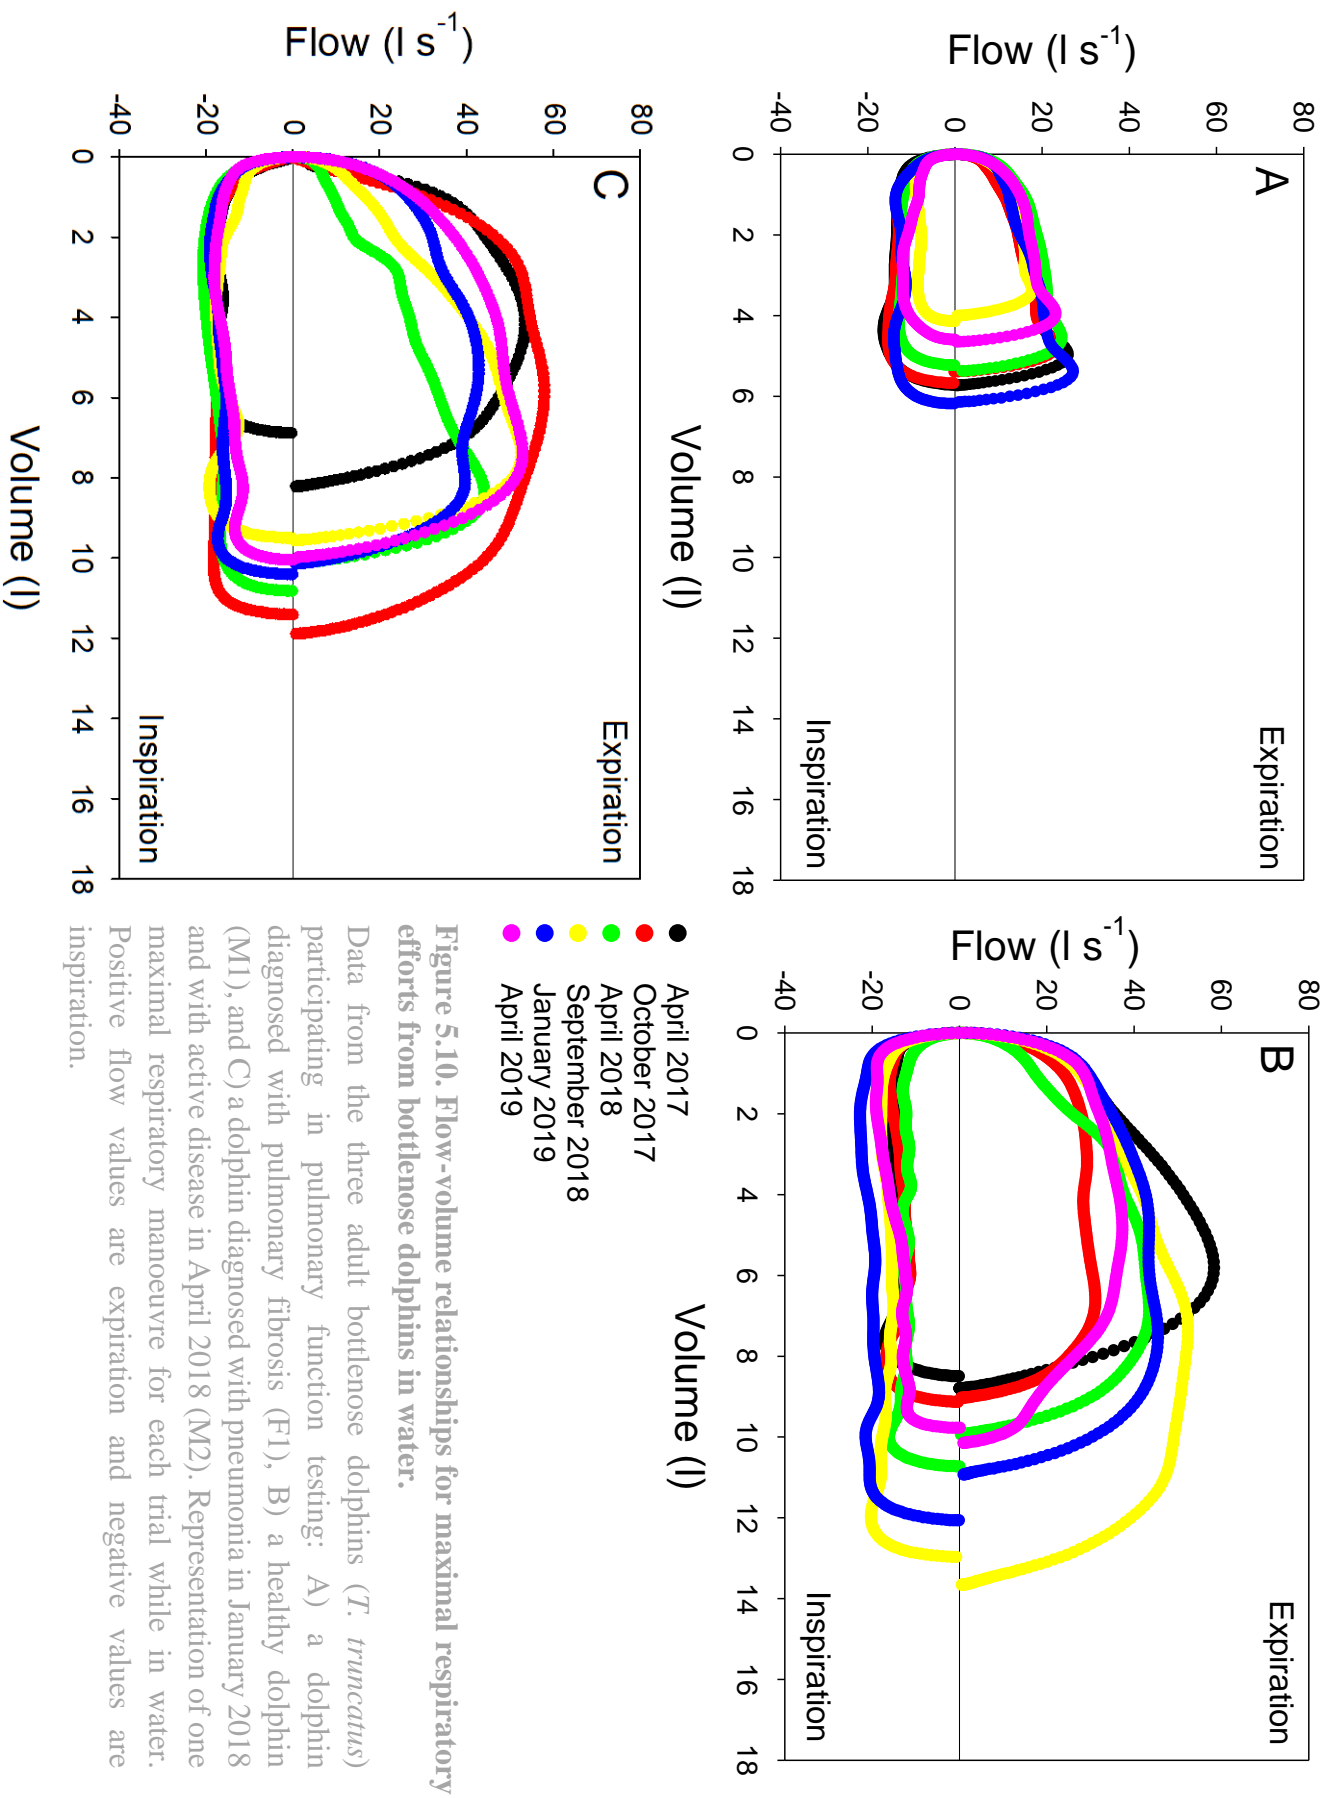 A
Expiration
Inspiration
Flow (l s-1)
80
60
40
20
0
-20
-40
0 2 4 6 8 10 12 14 16 18
Volume (l)
B
Expiration
Inspiration
Flow (l s-1)
80
60
40
20
0
-20
-40
0 2 4 6 8 10 12 14 16 18
Volume (l)
C
Expiration
Inspiration
Flow (l s-1)
80
60
40
20
0
-20
-40
0 2 4 6 8 10 12 14 16 18
Volume (l)
April 2017
October 2017
April 2018
September 2018
January 2019
April 2019
Figure 5.10. Flow-volume relationships for maximal respiratory
efforts from bottlenose dolphins in water.
Data from the three adult bottlenose dolphins (T. truncatus)
participating in pulmonary function testing: A) a dolphin
diagnosed with pulmonary fibrosis (F1), B) a healthy dolphin
(M1), and C) a dolphin diagnosed with pneumonia in January 2018
and with active disease in April 2018 (M2). Representation of one
maximal respiratory manoeuvre for each trial while in water.
Positive flow values are expiration and negative values are
inspiration.